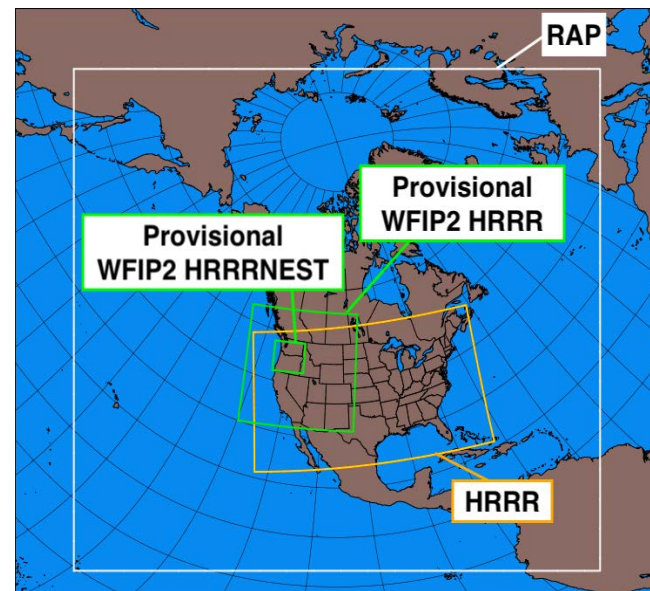 RAP
Provisional
WFIP2 HRRR
Provisional
WFIP2 HRRRNEST
HRRR